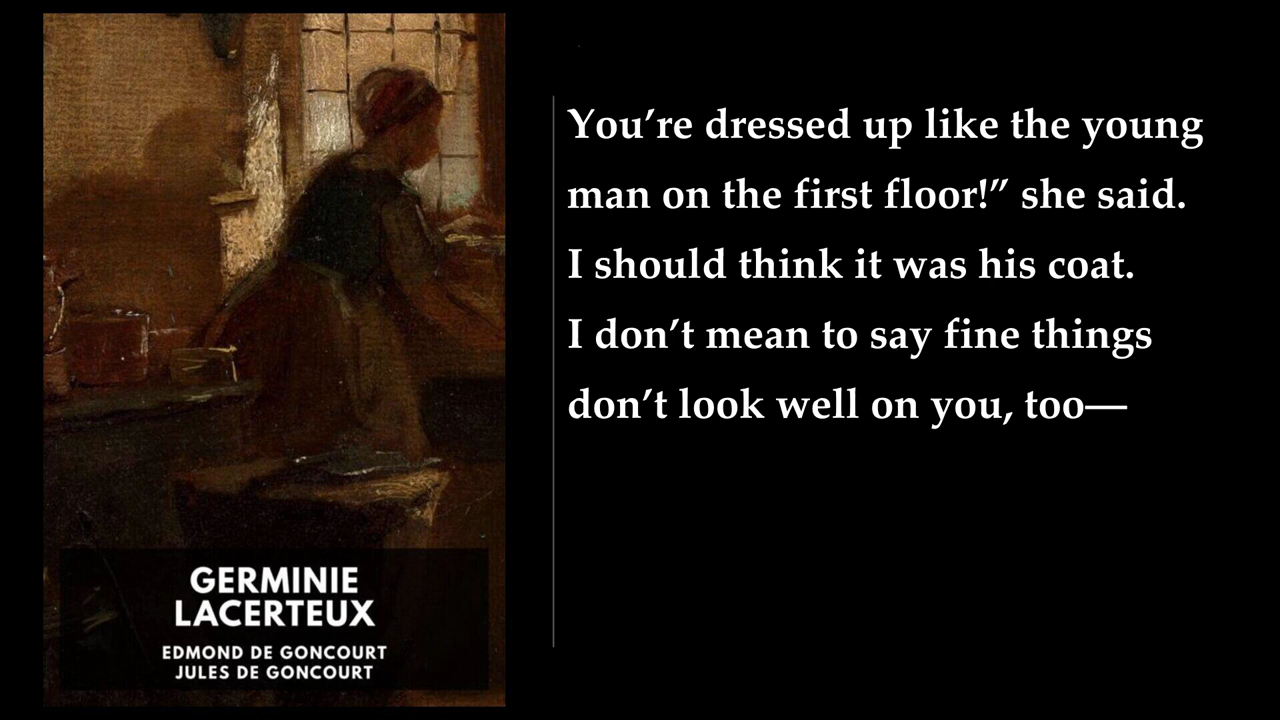 GERMINIE
LACERTEUX
EDMOND DE GONCOURT
JULES DE GONCOURT
You’re dressed up like the young
man on the first floor!” she said.
I should think it was his coat.
I don’t mean to say fine things
don’t look well on you, too—